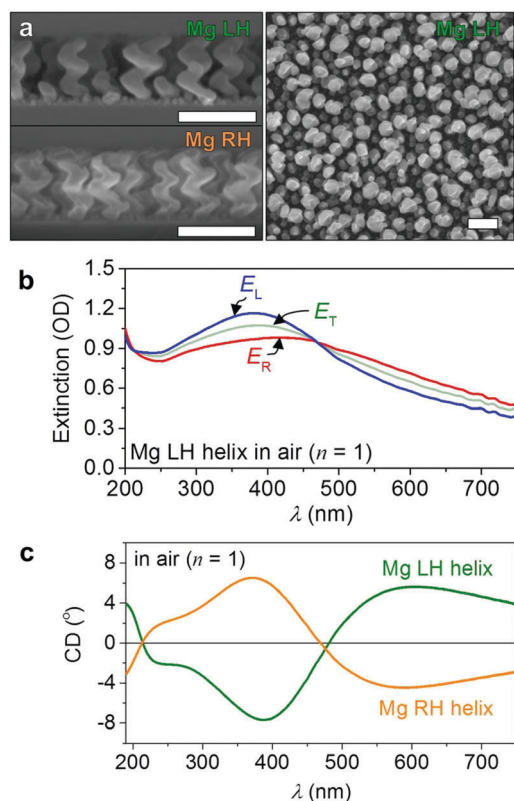 a
Mg LH
Mg LH
Mg RH
b
1.5
1.2
0.9
0.6
0.3
0.0
Extinction (OD)
E_L
E_T
E_R
Mg LH helix in air (n = 1)
200 300 400 500 600 700
λ (nm)
c
8
4
0
-4
-8
CD (°)
in air (n = 1)
Mg LH helix
Mg RH helix
200 300 400 500 600 700
λ (nm)